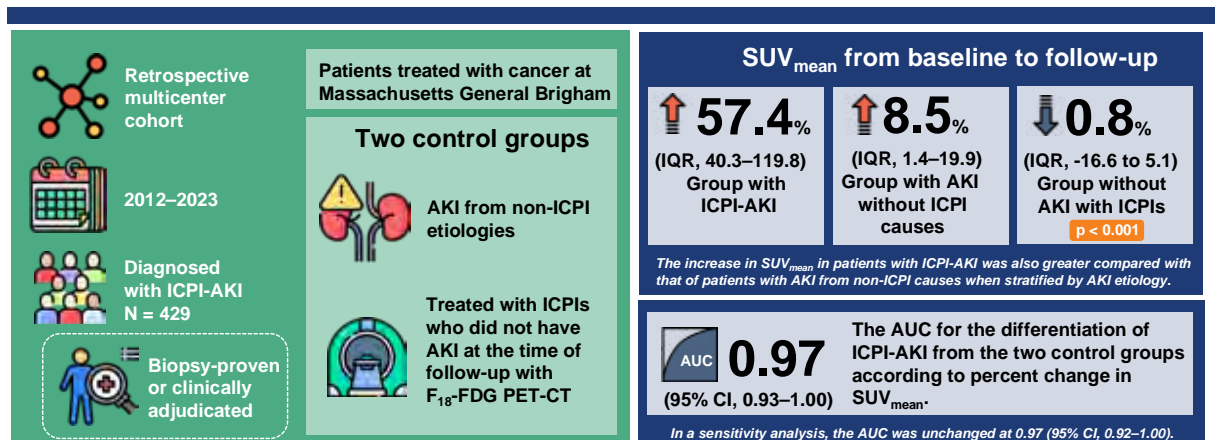 Retrospective
multicenter
cohort
2012–2023
Diagnosed
with ICPI-AKI
N = 429
Biopsy-proven
or clinically
adjudicated
Patients treated with cancer at
Massachusetts General Brigham
Two control groups
AKI from non-ICPI
etiologies
Treated with ICPIs
who did not have
AKI at the time of
follow-up with
F₁₈-FDG PET-CT
SUVmean from baseline to follow-up
57.4%
(IQR, 40.3–119.8)
Group with
ICPI-AKI
8.5%
(IQR, 1.4–19.9)
Group with AKI
without ICPI
causes
0.8%
(IQR, -16.6 to 5.1)
Group without
AKI with ICPIs
p < 0.001
The increase in SUVmean in patients with ICPI-AKI was also greater compared with
that of patients with AKI from non-ICPI causes when stratified by AKI etiology.
AUC
0.97
(95% CI, 0.93–1.00)
The AUC for the differentiation of
ICPI-AKI from the two control groups
according to percent change in
SUVmean.
In a sensitivity analysis, the AUC was unchanged at 0.97 (95% CI, 0.92–1.00).